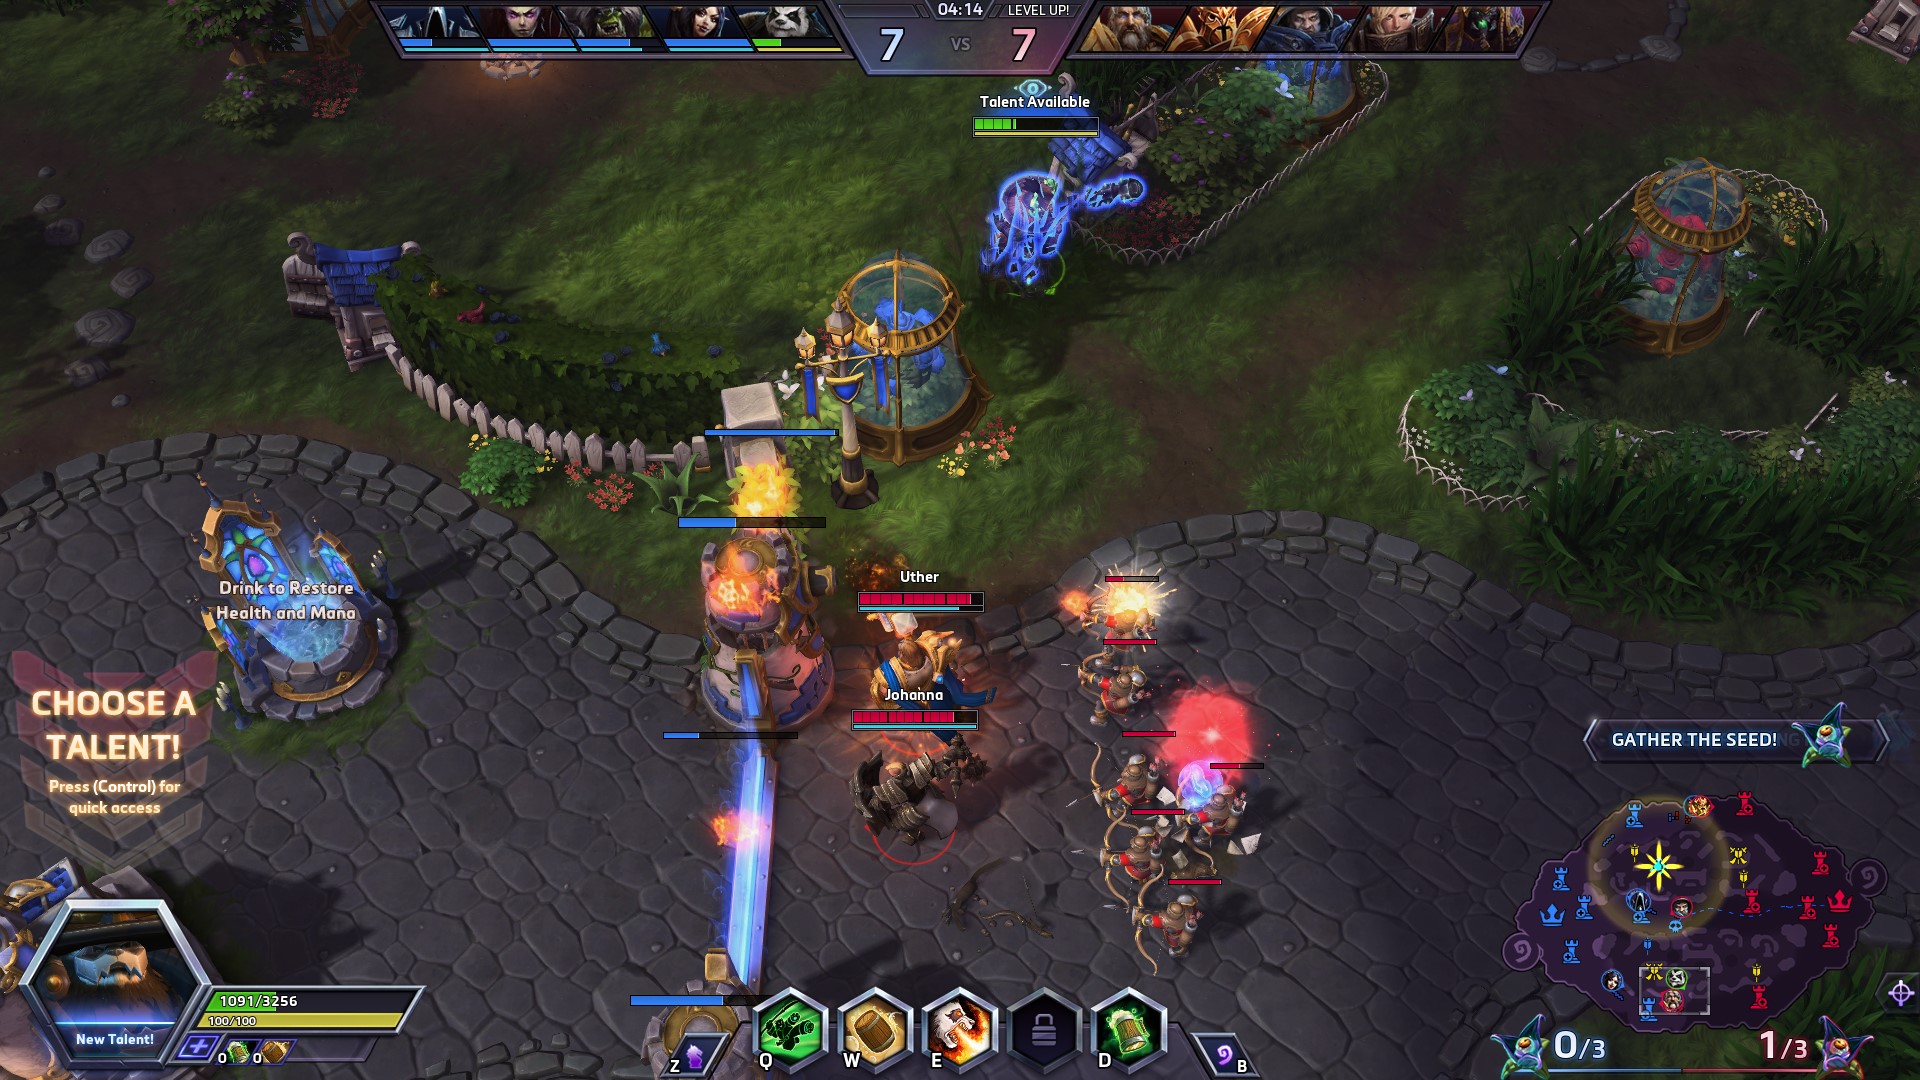 04:14
LEVEL UP!
7
VS
7
Talent Available
Drink to Restore
Health and Mana
Uther
Johanna
CHOOSE A
TALENT!
Press (Control) for
quick access
GATHER THE SEED!
1091/3256
100/100
New Talent!
0
0
Z
Q
W
E
D
B
0/3
1/3